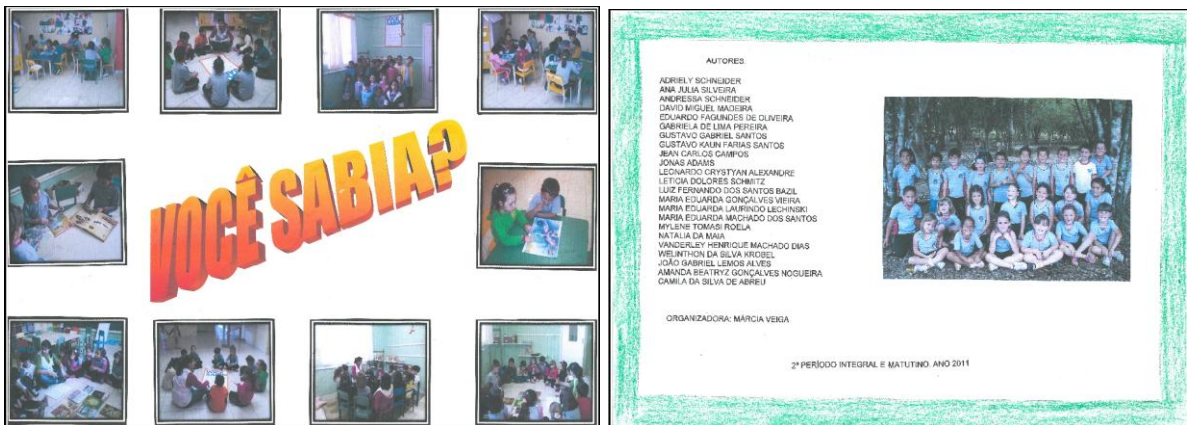 VOCÊ SABIA?
AUTORES:
ADRIELY SCHNEIDER
ANA JULIA SILVEIRA
ANDRESSA SCHNEIDER
DAVID MIGUEL MADEIRA
EDUARDO FAGUNDES DE OLIVEIRA
GABRIELA DE LIMA PEREIRA
GUSTAVO GABRIEL SANTOS
GUSTAVO KAUN FARIAS SANTOS
JEAN CARLOS CAMPOS
JONAS ADAMS
LEONARDO CRYSTYAN ALEXANDRE
LETICIA DOLORES SCHMITZ
LUIZ FERNANDO DOS SANTOS BAZIL
MARIA EDUARDA GONÇALVES VIEIRA
MARIA EDUARDA LAURINDO LECHINSKI
MARIA EDUARDA MACHADO DOS SANTOS
MYLENE TOMASI ROELA
NATALIA DA MAIA
VANDERLEY HENRIQUE MACHADO DIAS
WELINTHON DA SILVA KROBEL
JOÃO GABRIEL LEMOS ALVES
AMANDA BEATRYZ GONÇALVES NOGUEIRA
CAMILA DA SILVA DE ABREU
ORGANIZADORA: MÁRCIA VEIGA
2º PERÍODO INTEGRAL E MATUTINO ANO 2011